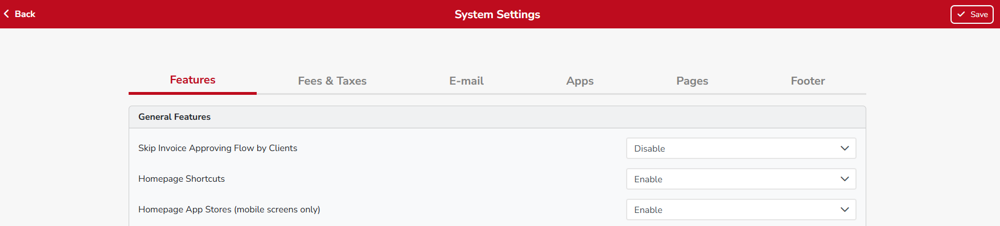 Back
System Settings
Save
Features
Fees & Taxes
E-mail
Apps
Pages
Footer
General Features
Skip Invoice Approving Flow by Clients
Disable
Homepage Shortcuts
Enable
Homepage App Stores (mobile screens only)
Enable